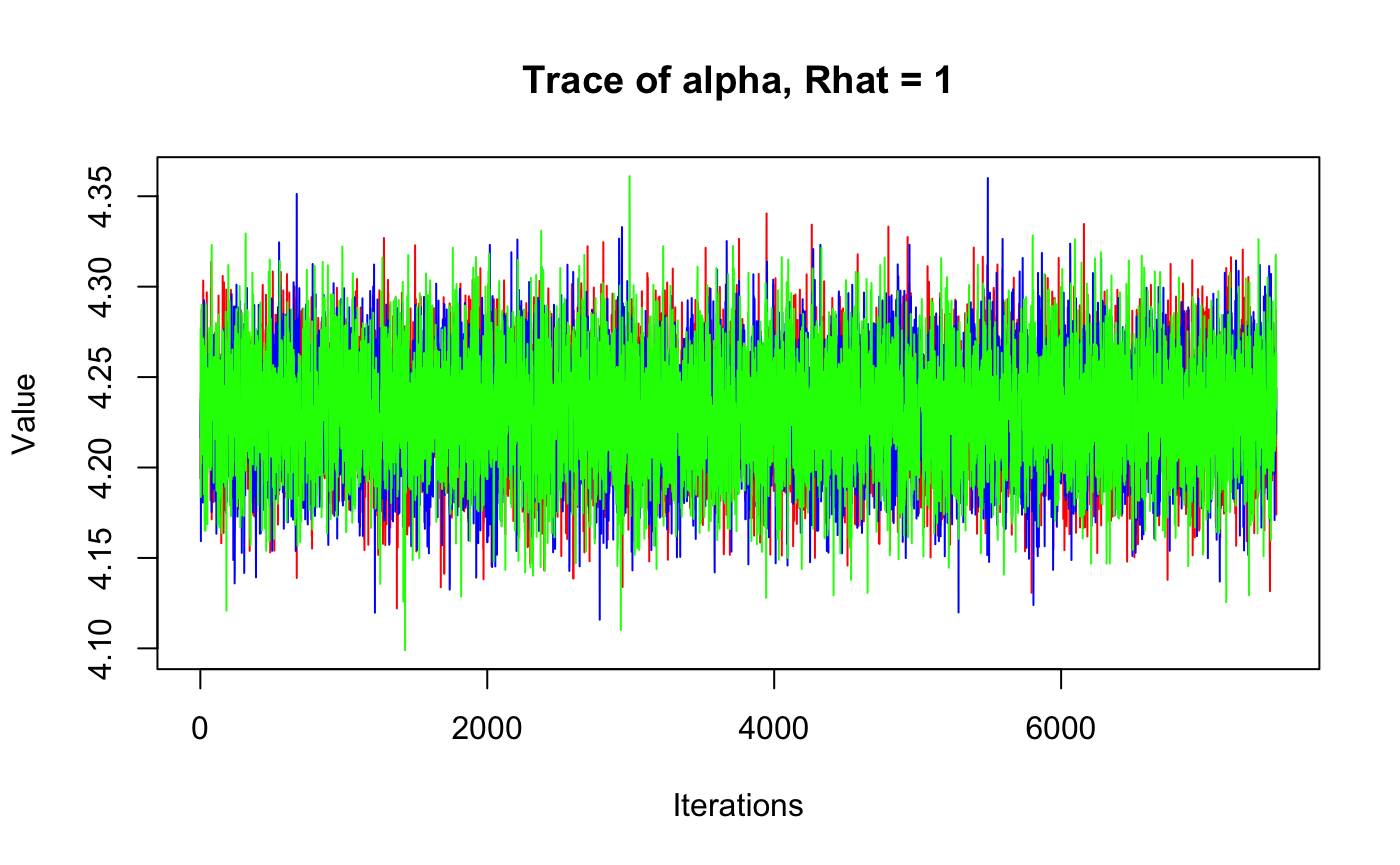 Trace of alpha, Rhat = 1
Value
4.35
4.30
4.25
4.20
4.15
4.10
0 2000 4000 6000
Iterations